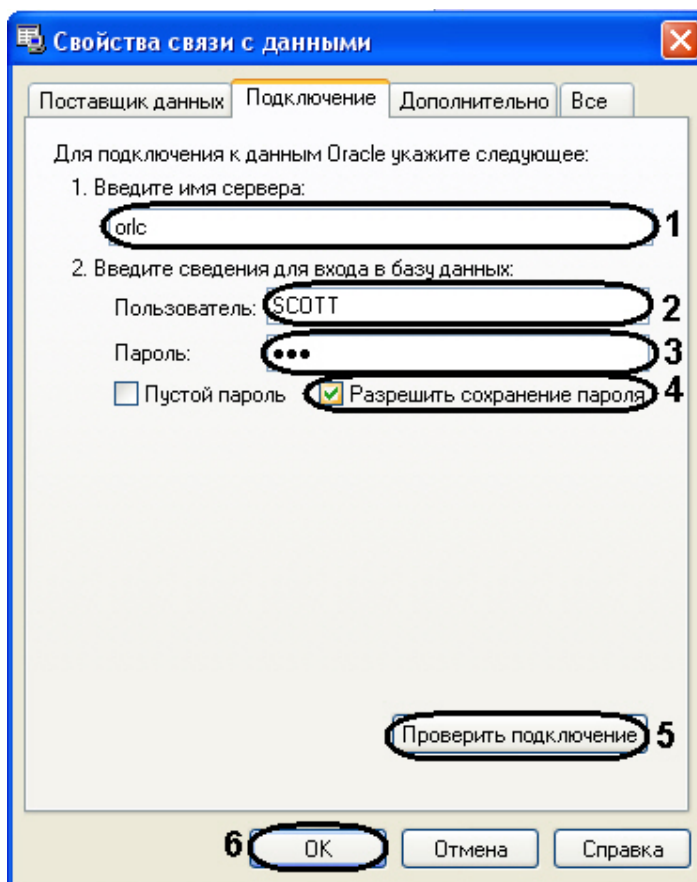 Свойства связи с данными
Поставщик данных Подключение Дополнительно Все
Для подключения к данным Oracle укажите следующее:
1. Введите имя сервера:
orlc 1
2. Введите сведения для входа в базу данных:
Пользователь: SCOTT 2
Пароль: ●●● 3
Пустой пароль Разрешить сохранение пароля 4
Проверить подключение 5
6 ОК Отмена Справка